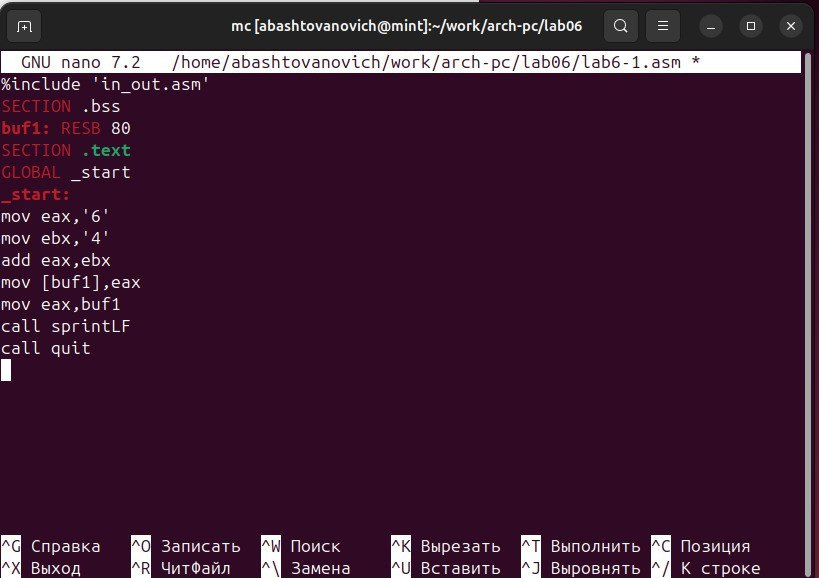 mc [abashtovanovich@mint]:~/work/arch-pc/lab06
GNU nano 7.2 /home/abashtovanovich/work/arch-pc/lab06/lab6-1.asm *
%include 'in_out.asm'
SECTION .bss
buf1: RESB 80
SECTION .text
GLOBAL _start
_start:
mov eax,'6'
mov ebx,'4'
add eax,ebx
mov [buf1],eax
mov eax,buf1
call sprintLF
call quit
^G Справка ^O Записать ^W Поиск ^K Вырезать ^T Выполнить ^C Позиция
^X Выход ^R ЧитФайл ^\ Замена ^U Вставить ^J Выровнять ^/ К строке